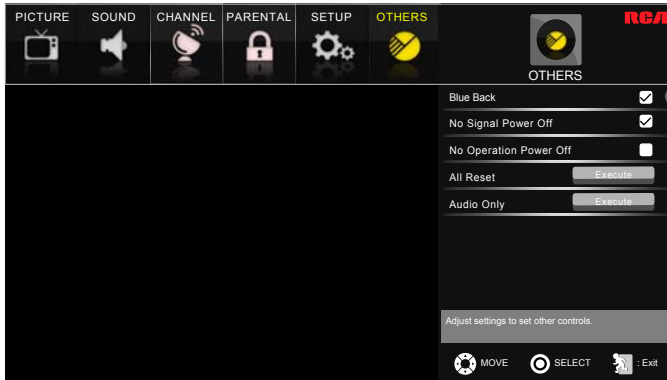 PICTURE SOUND CHANNEL PARENTAL SETUP OTHERS
RCA
OTHERS
Blue Back
No Signal Power Off
No Operation Power Off
All Reset Execute
Audio Only Execute
Adjust settings to set other controls.
MOVE SELECT : Exit